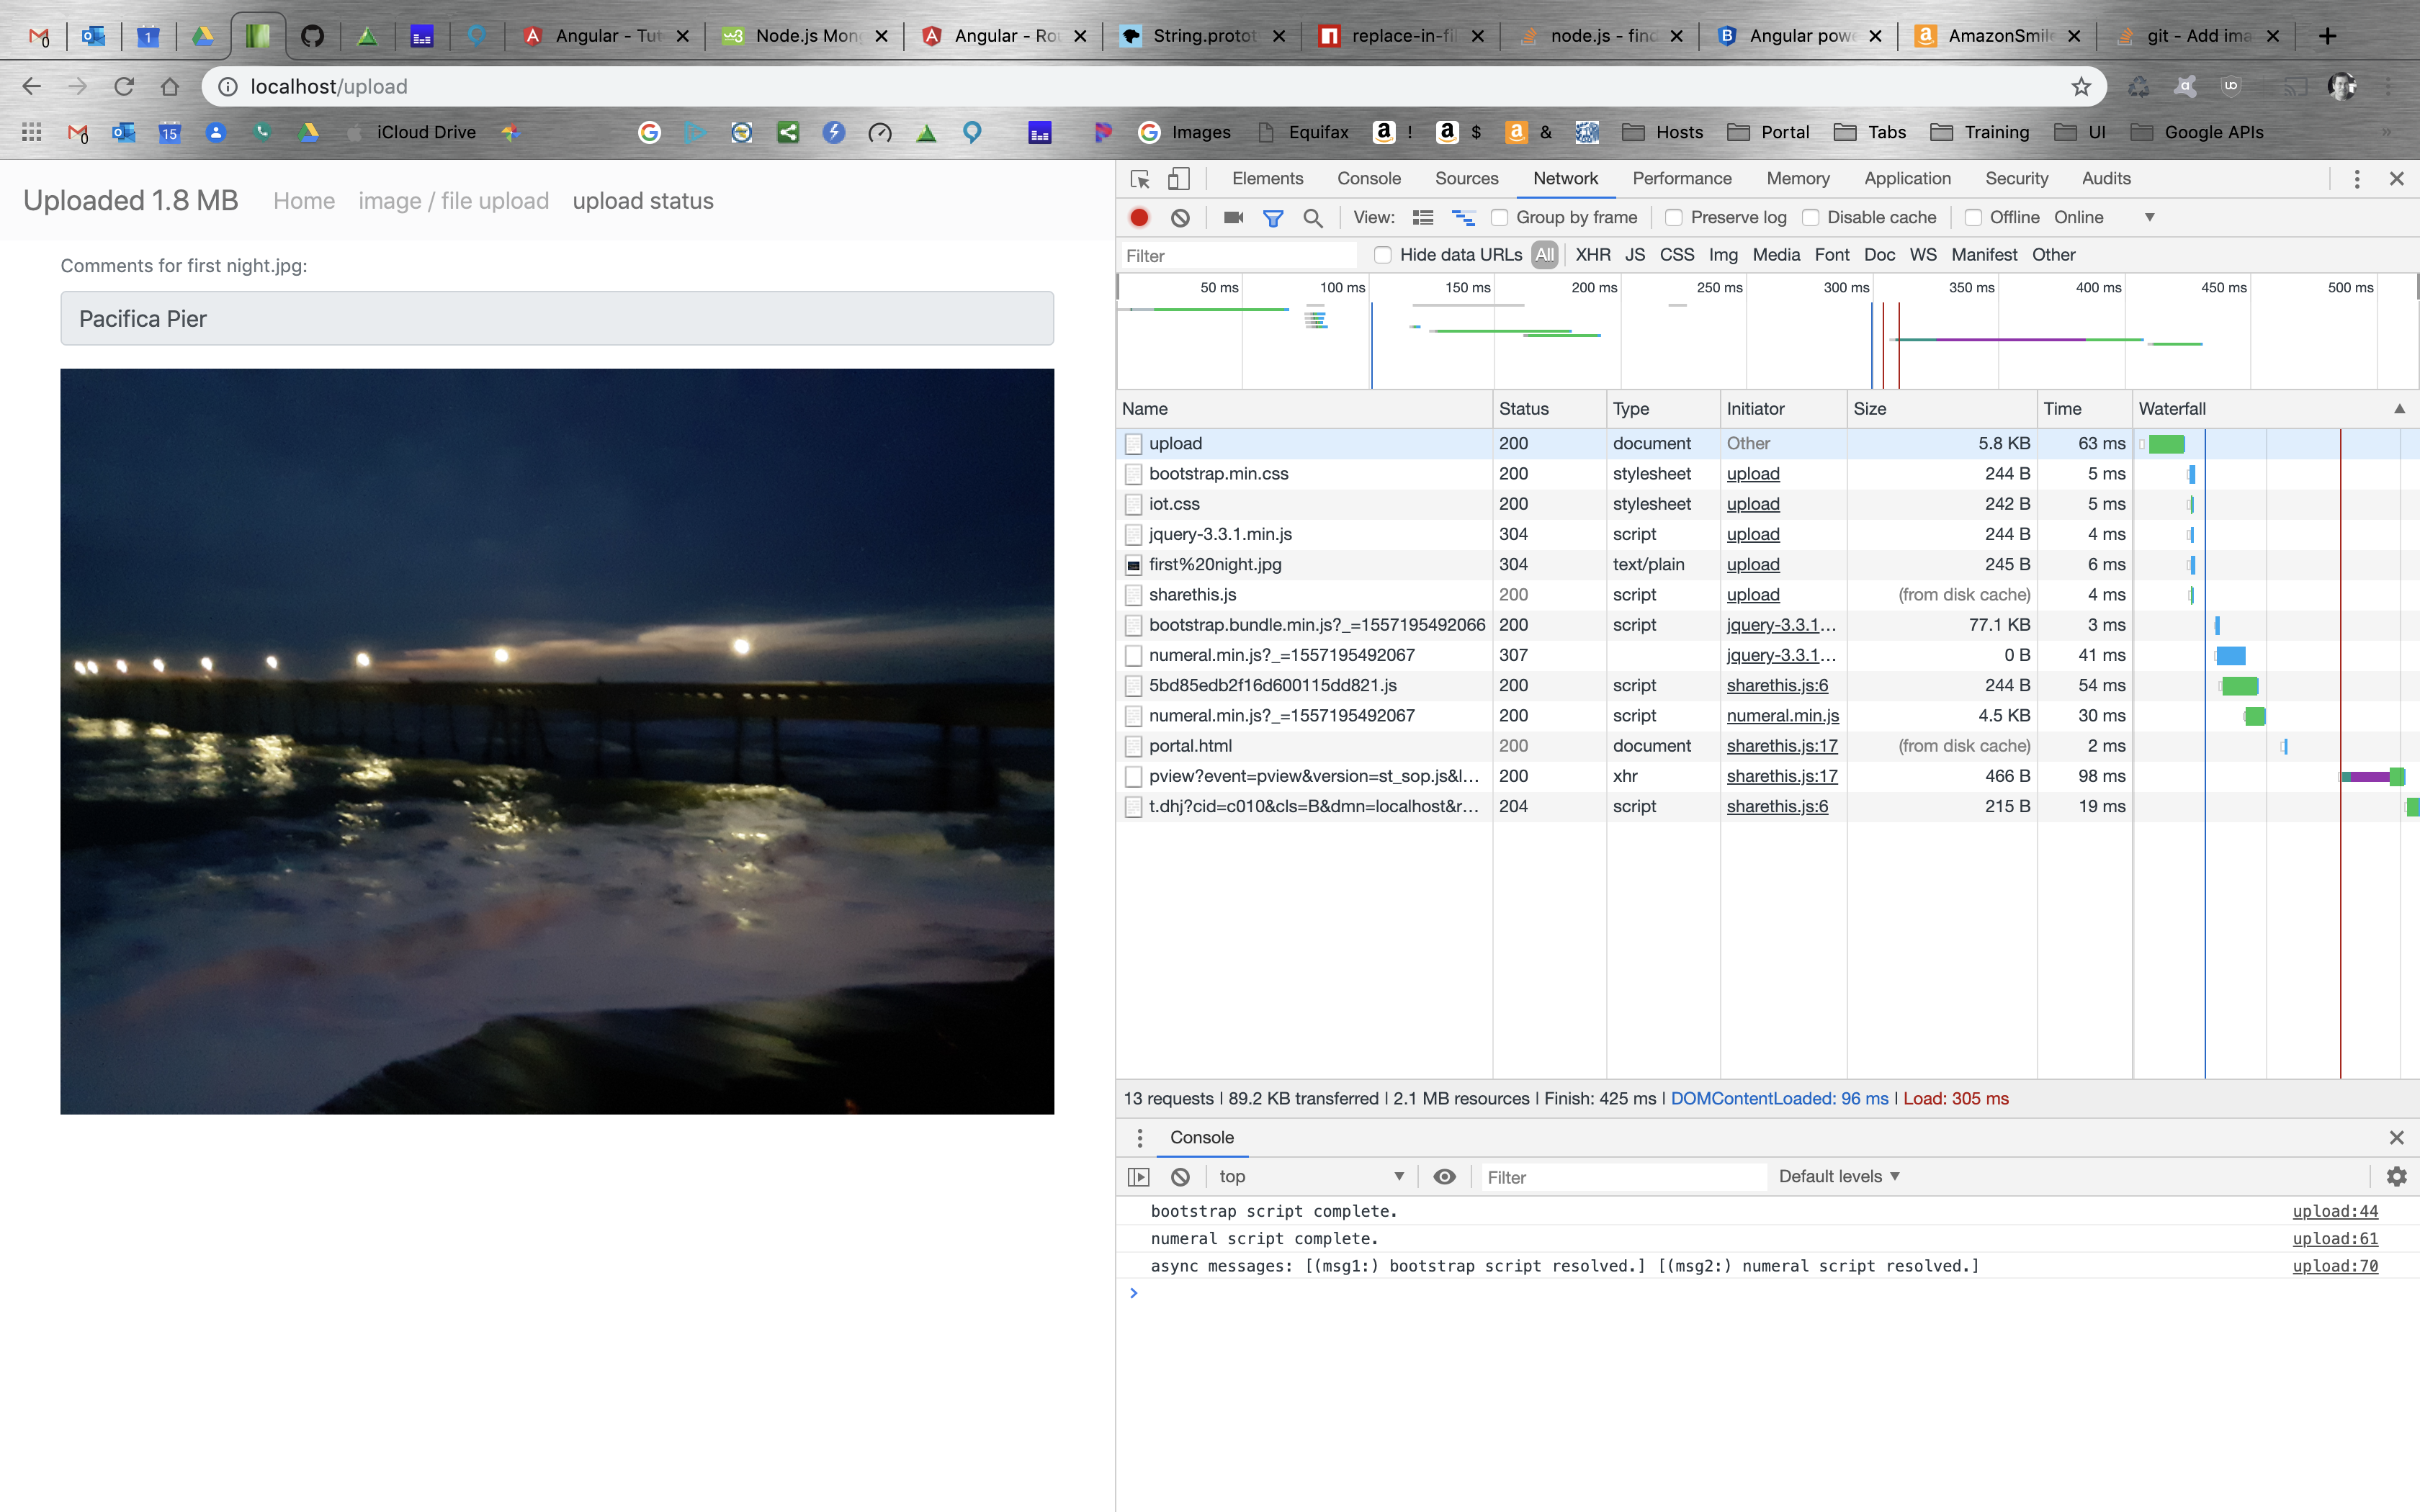 Angular - Tut
Node.js Mon
Angular - Rou
String.protot
replace-in-fil
node.js - find
Angular powe
AmazonSmile
git - Add ima
localhost/upload
iCloud Drive
Images
Equifax
!
$
&
Hosts
Portal
Tabs
Training
UI
Google APIs
Uploaded 1.8 MB Home image / file upload upload status
Comments for first night.jpg:
Pacifica Pier
Elements Console Sources Network Performance Memory Application Security Audits
View: Group by frame Preserve log Disable cache Offline Online
Filter Hide data URLs All XHR JS CSS Img Media Font Doc WS Manifest Other
50 ms 100 ms 150 ms 200 ms 250 ms 300 ms 350 ms 400 ms 450 ms 500 ms
Name Status Type Initiator Size Time Waterfall
upload 200 document Other 5.8 KB 63 ms
bootstrap.min.css 200 stylesheet upload 244 B 5 ms
iot.css 200 stylesheet upload 242 B 5 ms
jquery-3.3.1.min.js 304 script upload 244 B 4 ms
first%20night.jpg 304 text/plain upload 245 B 6 ms
sharethis.js 200 script upload (from disk cache) 4 ms
bootstrap.bundle.min.js?_=1557195492066 200 script jquery-3.3.1... 77.1 KB 3 ms
numeral.min.js?_=1557195492067 307 jquery-3.3.1... 0 B 41 ms
5bd85edb2f16d600115dd821.js 200 script sharethis.js:6 244 B 54 ms
numeral.min.js?_=1557195492067 200 script numeral.min.js 4.5 KB 30 ms
portal.html 200 document sharethis.js:17 (from disk cache) 2 ms
pview?event=pview&version=st_sop.js&l... 200 xhr sharethis.js:17 466 B 98 ms
t.dhj?cid=c010&cls=B&dmn=localhost&r... 204 script sharethis.js:6 215 B 19 ms
13 requests | 89.2 KB transferred | 2.1 MB resources | Finish: 425 ms | DOMContentLoaded: 96 ms | Load: 305 ms
Console
top Filter Default levels
bootstrap script complete. upload:44
numeral script complete. upload:61
async messages: [(msg1:) bootstrap script resolved.] [(msg2:) numeral script resolved.] upload:70